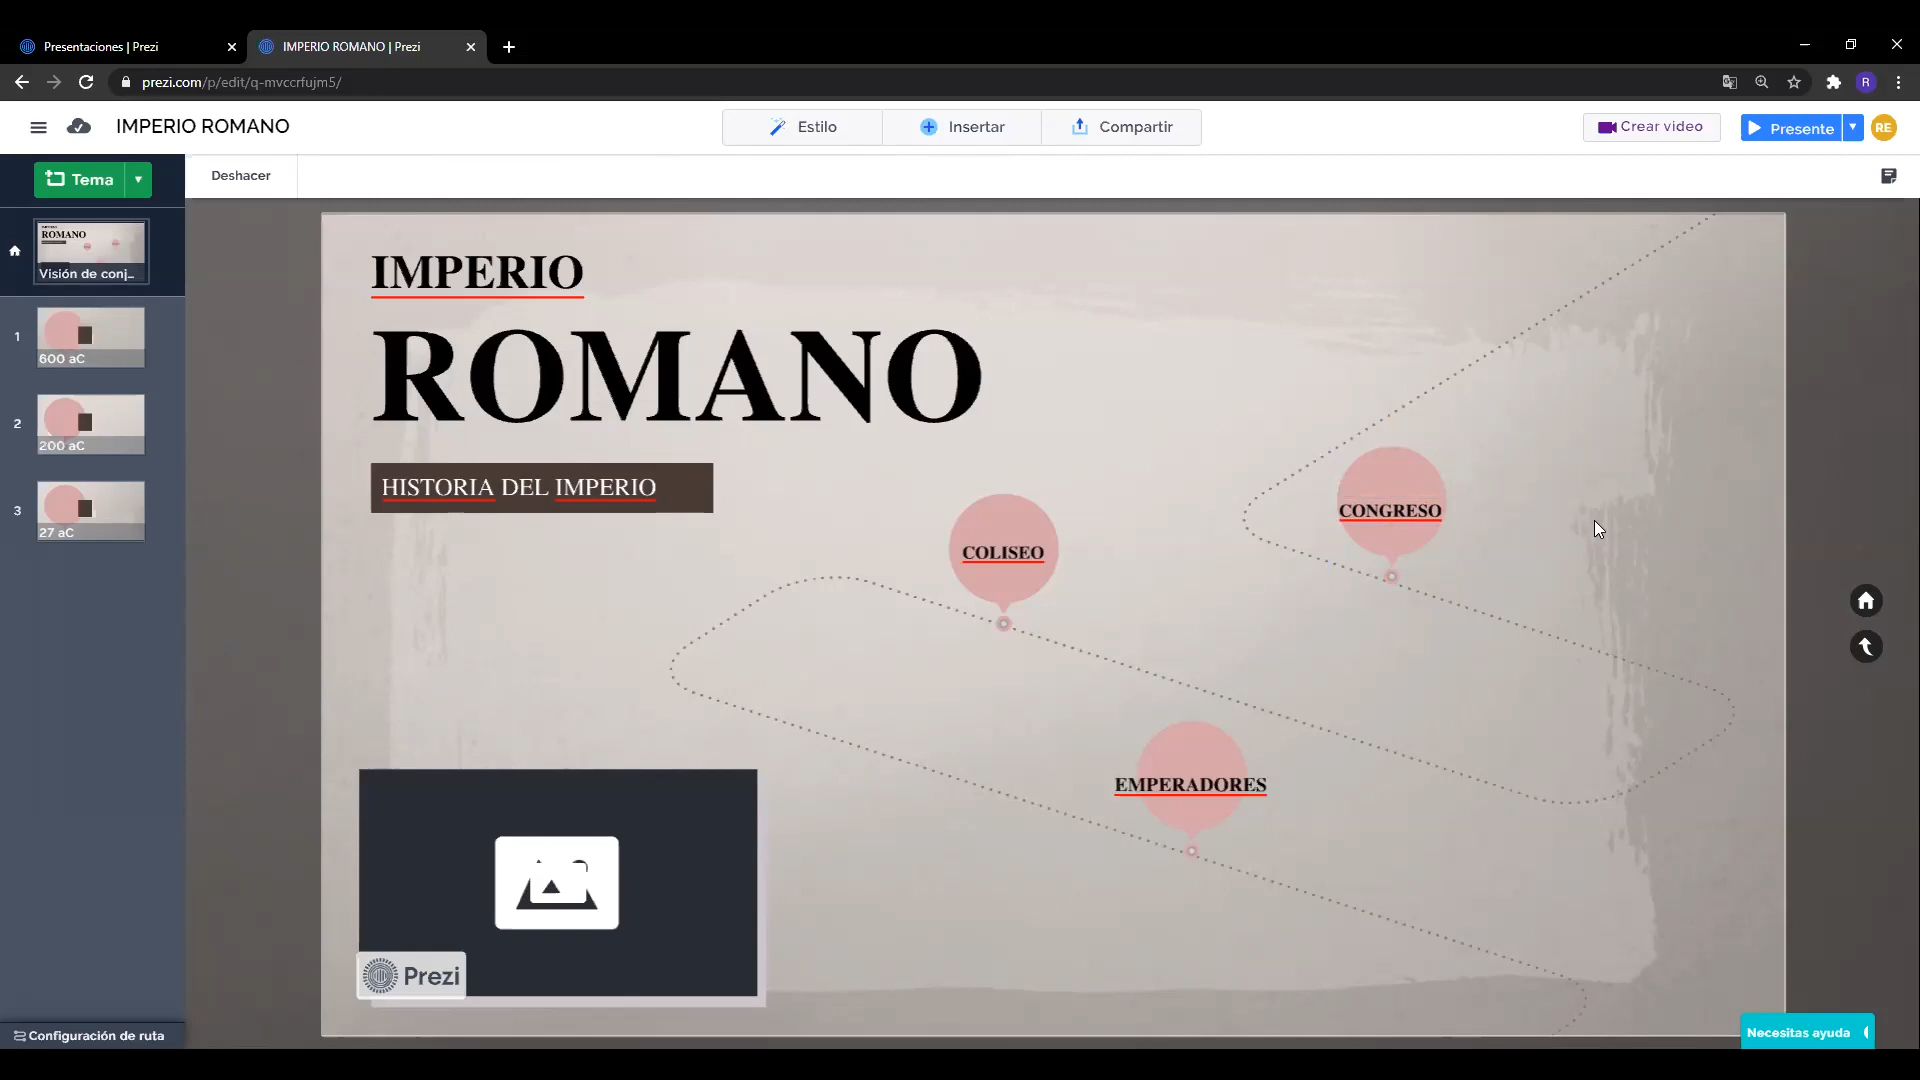 Presentaciones | Prezi
IMPERIO ROMANO | Prezi
prezi.com/p/edit/q-mvccrfujm5/
R
IMPERIO ROMANO
Estilo
Insertar
Compartir
Crear video
Presente
RE
Tema
Deshacer
ROMANO
Visión de conj...
1
600 aC
2
200 aC
3
27 aC
IMPERIO
ROMANO
HISTORIA DEL IMPERIO
COLISEO
CONGRESO
EMPERADORES
Prezi
Configuración de ruta
Necesitas ayuda